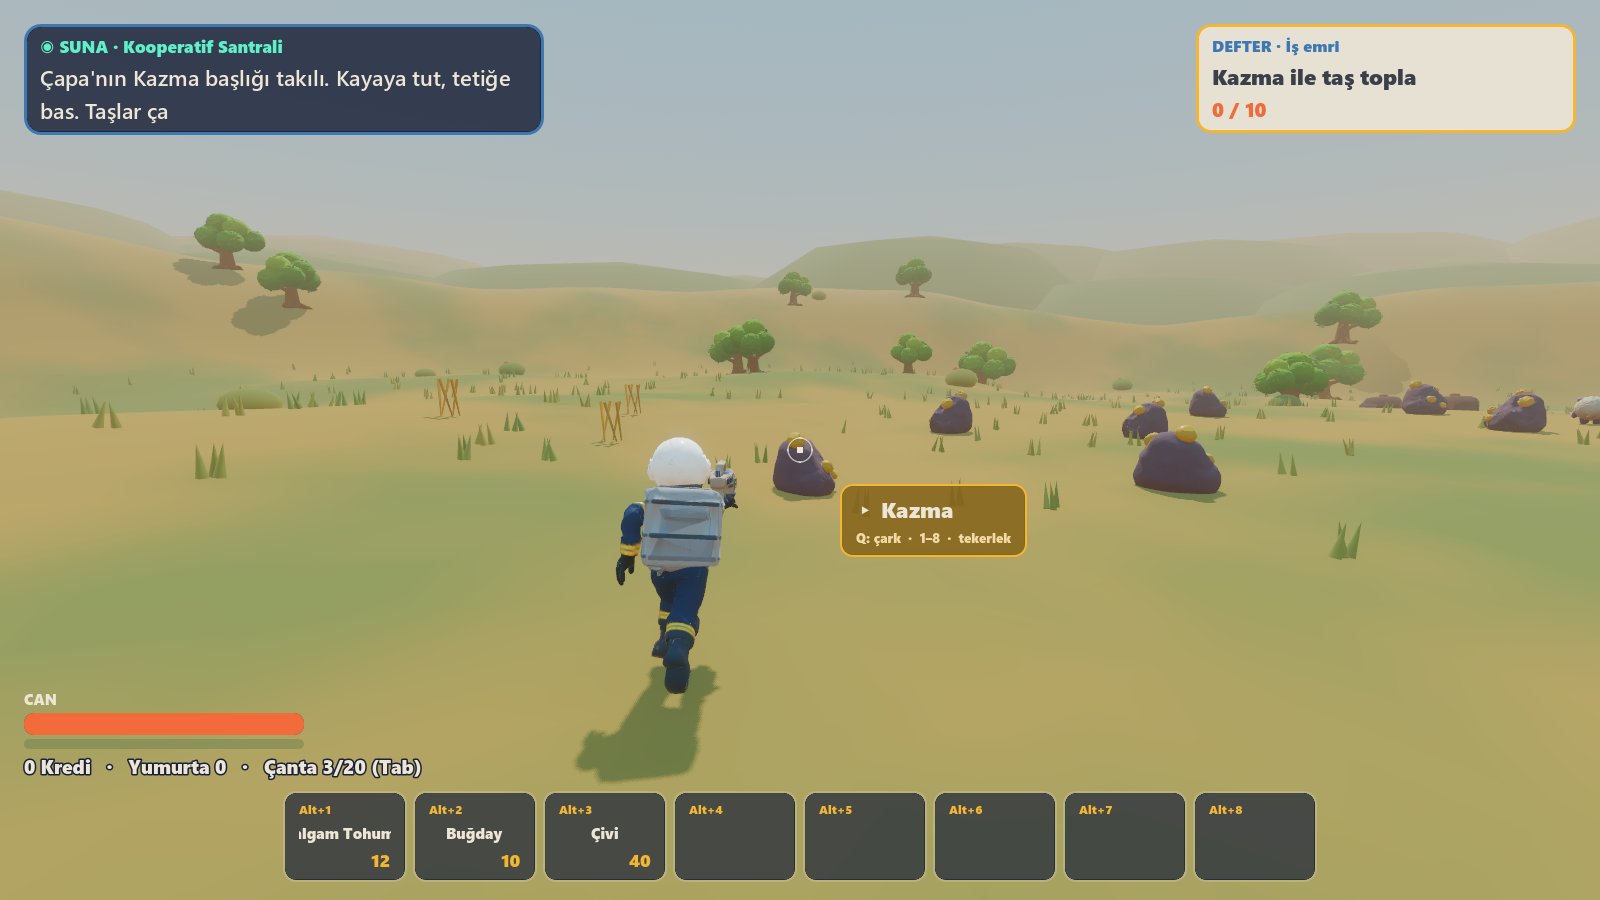 ◉ SUNA · Kooperatif Santrali
Çapa'nın Kazma başlığı takılı. Kayaya tut, tetiğe
bas. Taşlar ça
DEFTER · İş emri
Kazma ile taş topla
0 / 10
▸ Kazma
Q: çark · 1–8 · tekerlek
CAN
0 Kredi · Yumurta 0 · Çanta 3/20 (Tab)
Alt+1 Alt+2 Alt+3 Alt+4 Alt+5 Alt+6 Alt+7 Alt+8
lgam Tohum Buğday Çivi
12 10 40